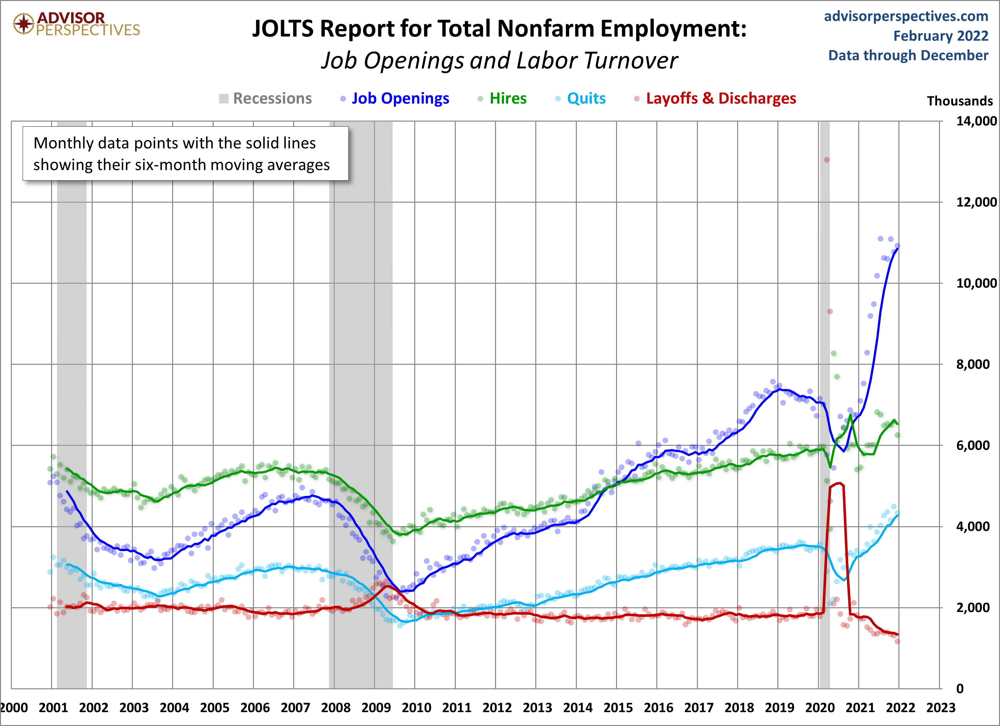 ADVISOR
PERSPECTIVES
JOLTS Report for Total Nonfarm Employment:
Job Openings and Labor Turnover
advisorperspectives.com
February 2022
Data through December
Recessions Job Openings Hires Quits Layoffs & Discharges
Thousands
Monthly data points with the solid lines
showing their six-month moving averages
14,000
12,000
10,000
8,000
6,000
4,000
2,000
0
2000 2001 2002 2003 2004 2005 2006 2007 2008 2009 2010 2011 2012 2013 2014 2015 2016 2017 2018 2019 2020 2021 2022 2023